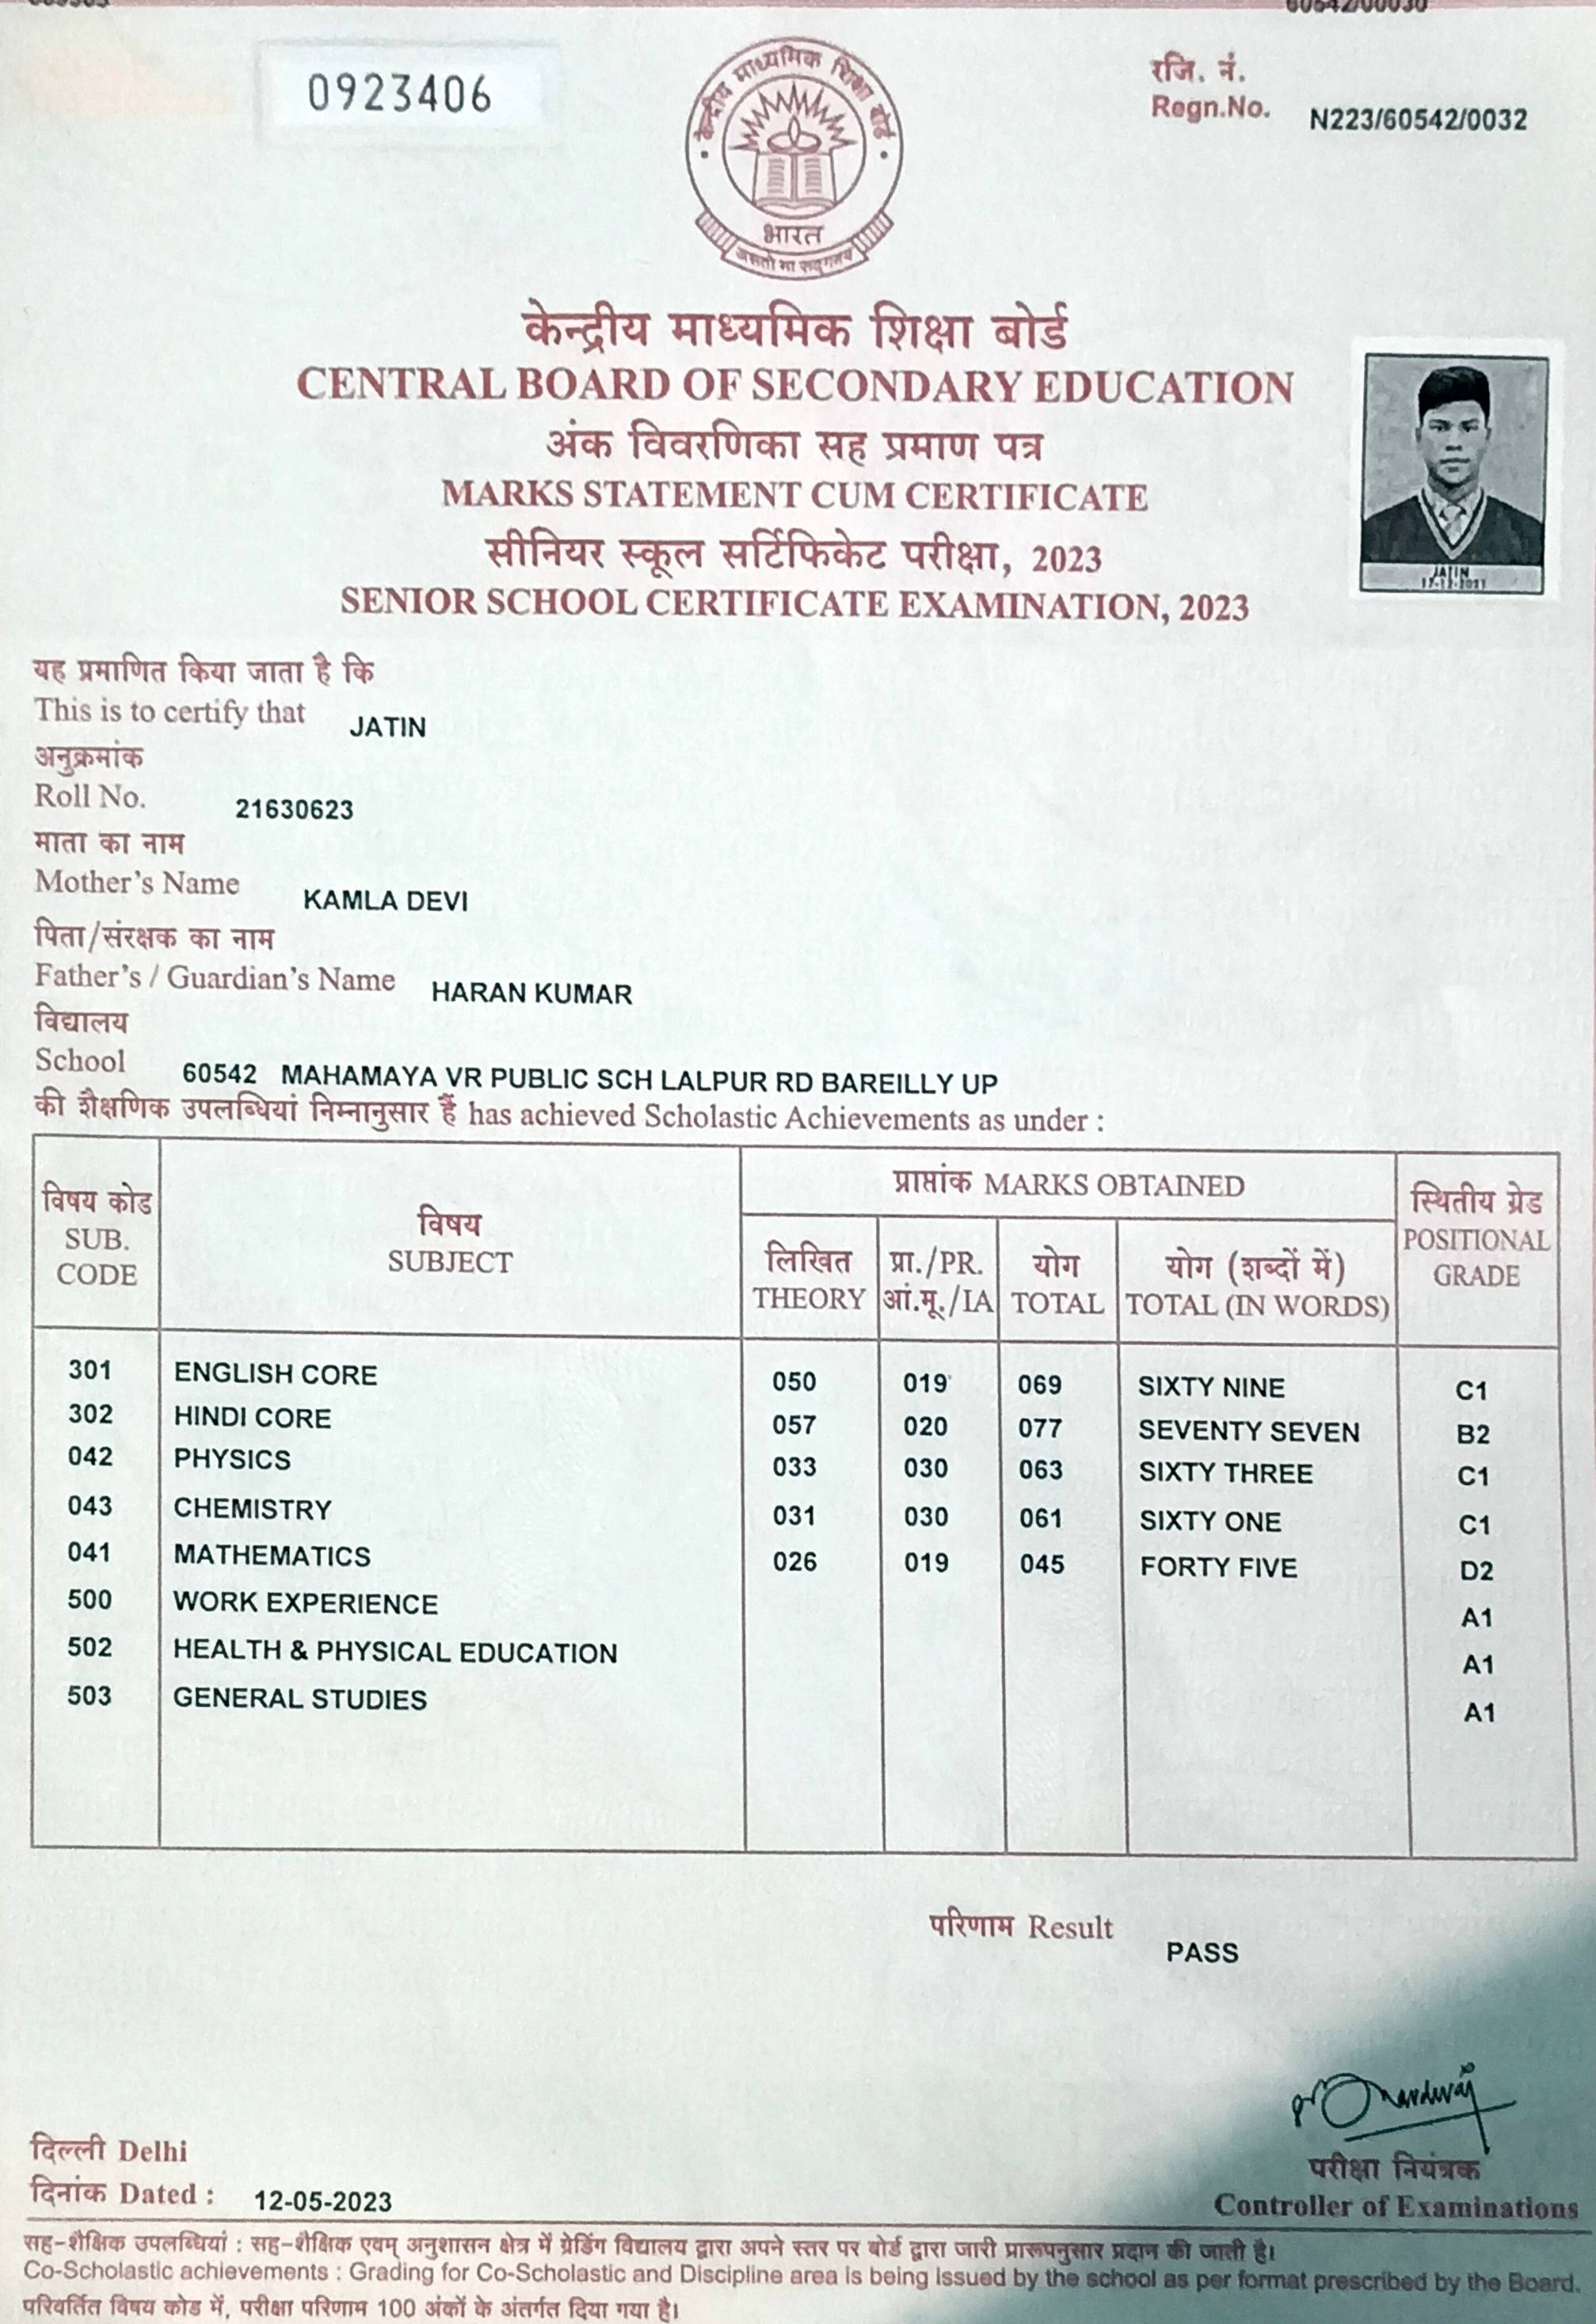 60542/00030
0923406
केन्द्रीय माध्यमिक शिक्षा बोर्ड
भारत
असतो मा सद्गमय
रजि. नं.
Regn.No. N223/60542/0032
केन्द्रीय माध्यमिक शिक्षा बोर्ड
CENTRAL BOARD OF SECONDARY EDUCATION
अंक विवरणिका सह प्रमाण पत्र
MARKS STATEMENT CUM CERTIFICATE
सीनियर स्कूल सर्टिफिकेट परीक्षा, 2023
SENIOR SCHOOL CERTIFICATE EXAMINATION, 2023
JATIN
17-12-2021
यह प्रमाणित किया जाता है कि
This is to certify that JATIN
अनुक्रमांक
Roll No. 21630623
माता का नाम
Mother's Name KAMLA DEVI
पिता/संरक्षक का नाम
Father's / Guardian's Name HARAN KUMAR
विद्यालय
School 60542 MAHAMAYA VR PUBLIC SCH LALPUR RD BAREILLY UP
की शैक्षणिक उपलब्धियां निम्नानुसार हैं has achieved Scholastic Achievements as under :
विषय कोड
SUB.
CODE
विषय
SUBJECT
प्राप्तांक MARKS OBTAINED
लिखित
THEORY
प्रा./PR.
आं.मू./IA
योग
TOTAL
योग (शब्दों में)
TOTAL (IN WORDS)
स्थितीय ग्रेड
POSITIONAL
GRADE
301 ENGLISH CORE 050 019 069 SIXTY NINE C1
302 HINDI CORE 057 020 077 SEVENTY SEVEN B2
042 PHYSICS 033 030 063 SIXTY THREE C1
043 CHEMISTRY 031 030 061 SIXTY ONE C1
041 MATHEMATICS 026 019 045 FORTY FIVE D2
500 WORK EXPERIENCE A1
502 HEALTH & PHYSICAL EDUCATION A1
503 GENERAL STUDIES A1
परिणाम Result PASS
दिल्ली Delhi
दिनांक Dated : 12-05-2023
परीक्षा नियंत्रक
Controller of Examinations
सह-शैक्षिक उपलब्धियां : सह-शैक्षिक एवम् अनुशासन क्षेत्र में ग्रेडिंग विद्यालय द्वारा अपने स्तर पर बोर्ड द्वारा जारी प्रारूपनुसार प्रदान की जाती है।
Co-Scholastic achievements : Grading for Co-Scholastic and Discipline area is being issued by the school as per format prescribed by the Board.
परिवर्तित विषय कोड में, परीक्षा परिणाम 100 अंकों के अंतर्गत दिया गया है।